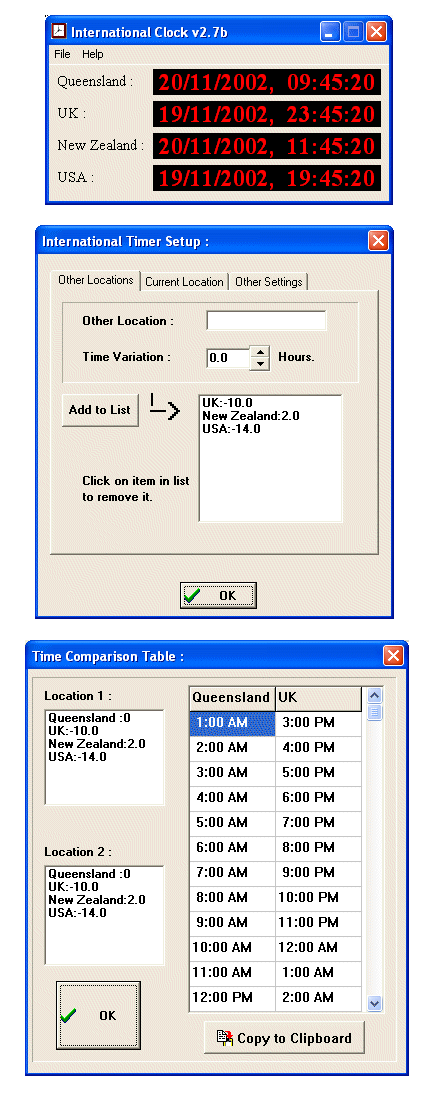 International Clock v2.7b
File Help
Queensland : 20/11/2002, 09:45:20
UK : 19/11/2002, 23:45:20
New Zealand : 20/11/2002, 11:45:20
USA : 19/11/2002, 19:45:20
International Timer Setup :
Other Locations Current Location Other Settings
Other Location :
Time Variation : 0.0 Hours.
Add to List
UK:-10.0
New Zealand:2.0
USA:-14.0
Click on item in list
to remove it.
OK
Time Comparison Table :
Location 1 :
Queensland :0
UK:-10.0
New Zealand:2.0
USA:-14.0
Location 2 :
Queensland :0
UK:-10.0
New Zealand:2.0
USA:-14.0
OK
Queensland UK
1:00 AM 3:00 PM
2:00 AM 4:00 PM
3:00 AM 5:00 PM
4:00 AM 6:00 PM
5:00 AM 7:00 PM
6:00 AM 8:00 PM
7:00 AM 9:00 PM
8:00 AM 10:00 PM
9:00 AM 11:00 PM
10:00 AM 12:00 AM
11:00 AM 1:00 AM
12:00 PM 2:00 AM
Copy to Clipboard